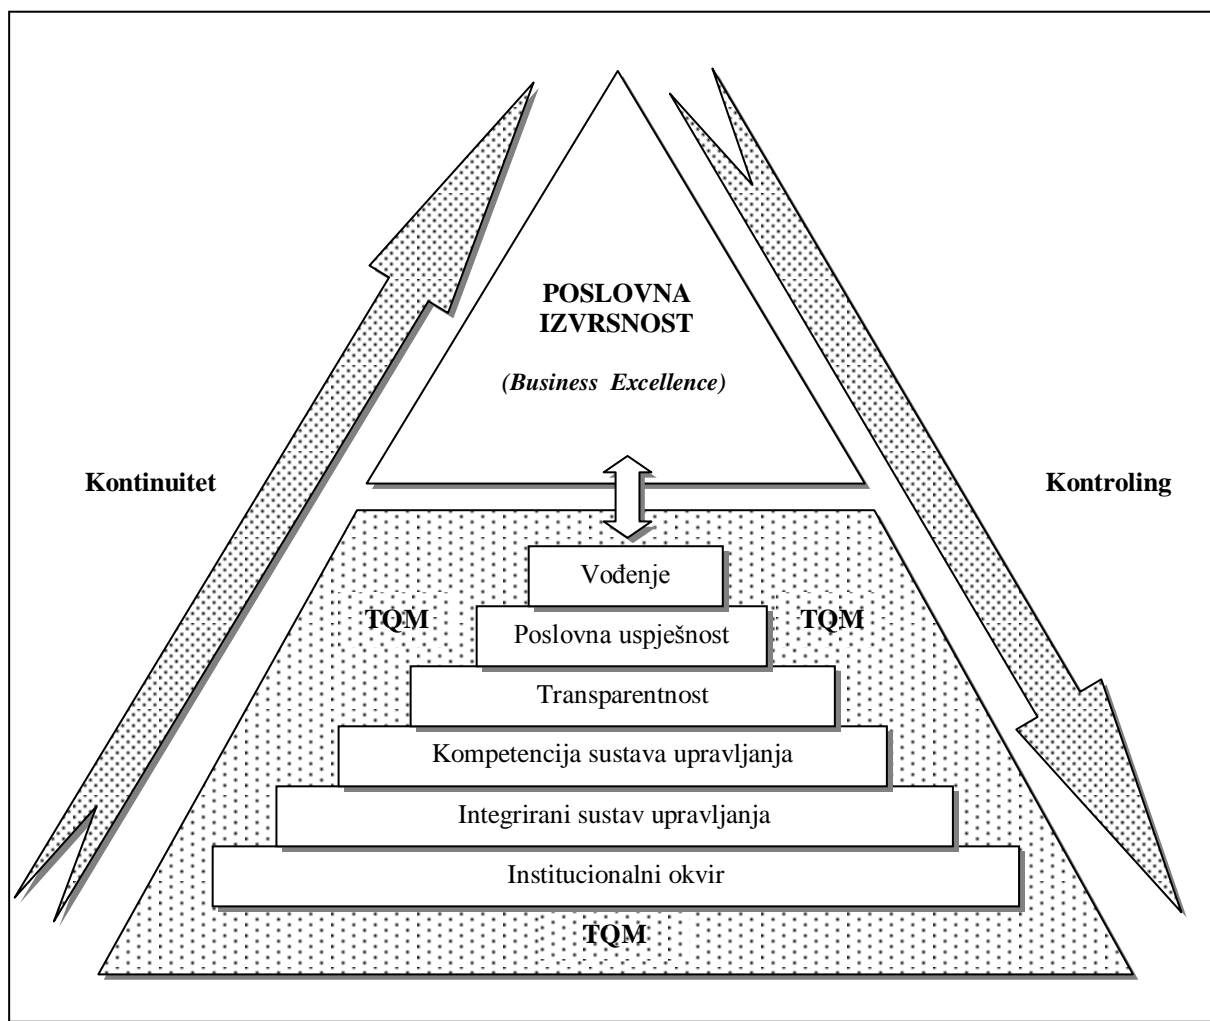 POSLOVNA
IZVRSNOST
(Business Excellence)
Kontinuitet
Kontroling
Vođenje
TQM
TQM
Poslovna uspješnost
Transparentnost
Kompetencija sustava upravljanja
Integrirani sustav upravljanja
Institucionalni okvir
TQM